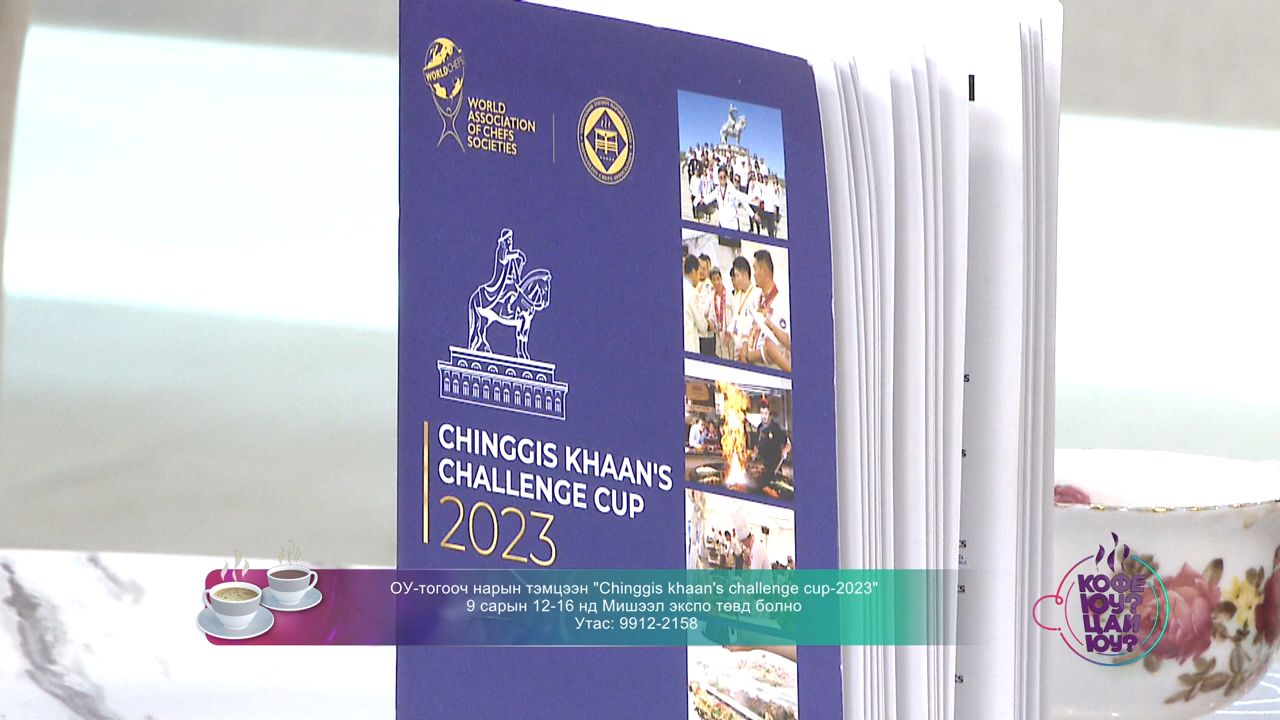 WORLDCHEFS
WORLD
ASSOCIATION
OF CHEFS
SOCIETIES
CHINGGIS KHAAN'S
CHALLENGE CUP
2023
ОУ-тогооч нарын тэмцээн "Chinggis khaan's challenge cup-2023"
9 сарын 12-16 нд Мишээл экспо төвд болно
Утас: 9912-2158
КОФЕ
ЮУ?
ЦАЙ
ЮУ?